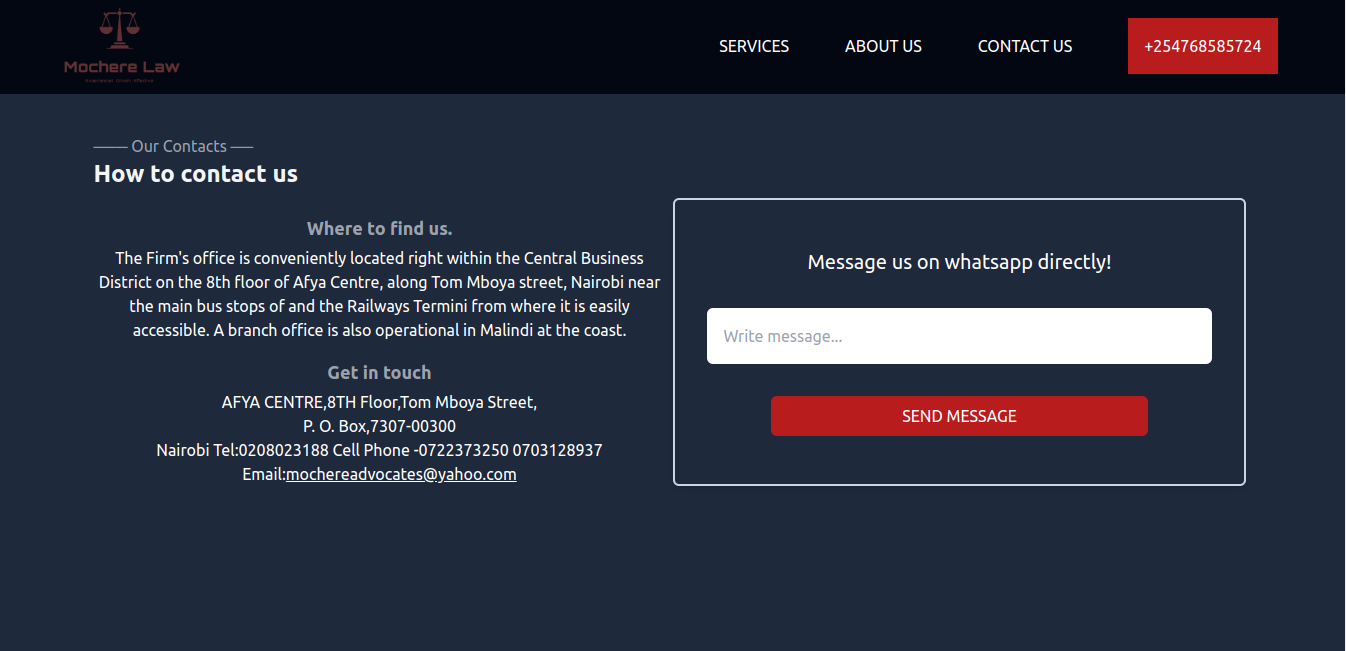 Mochere Law
SERVICES
ABOUT US
CONTACT US
+254768585724
Our Contacts
How to contact us
Where to find us.
The Firm's office is conveniently located right within the Central Business
District on the 8th floor of Afya Centre, along Tom Mboya street, Nairobi near
the main bus stops of and the Railways Termini from where it is easily
accessible. A branch office is also operational in Malindi at the coast.
Get in touch
AFYA CENTRE,8TH Floor,Tom Mboya Street,
P. O. Box,7307-00300
Nairobi Tel:0208023188 Cell Phone -0722373250 0703128937
Email:mochereadvocates@yahoo.com
Message us on whatsapp directly!
Write message...
SEND MESSAGE